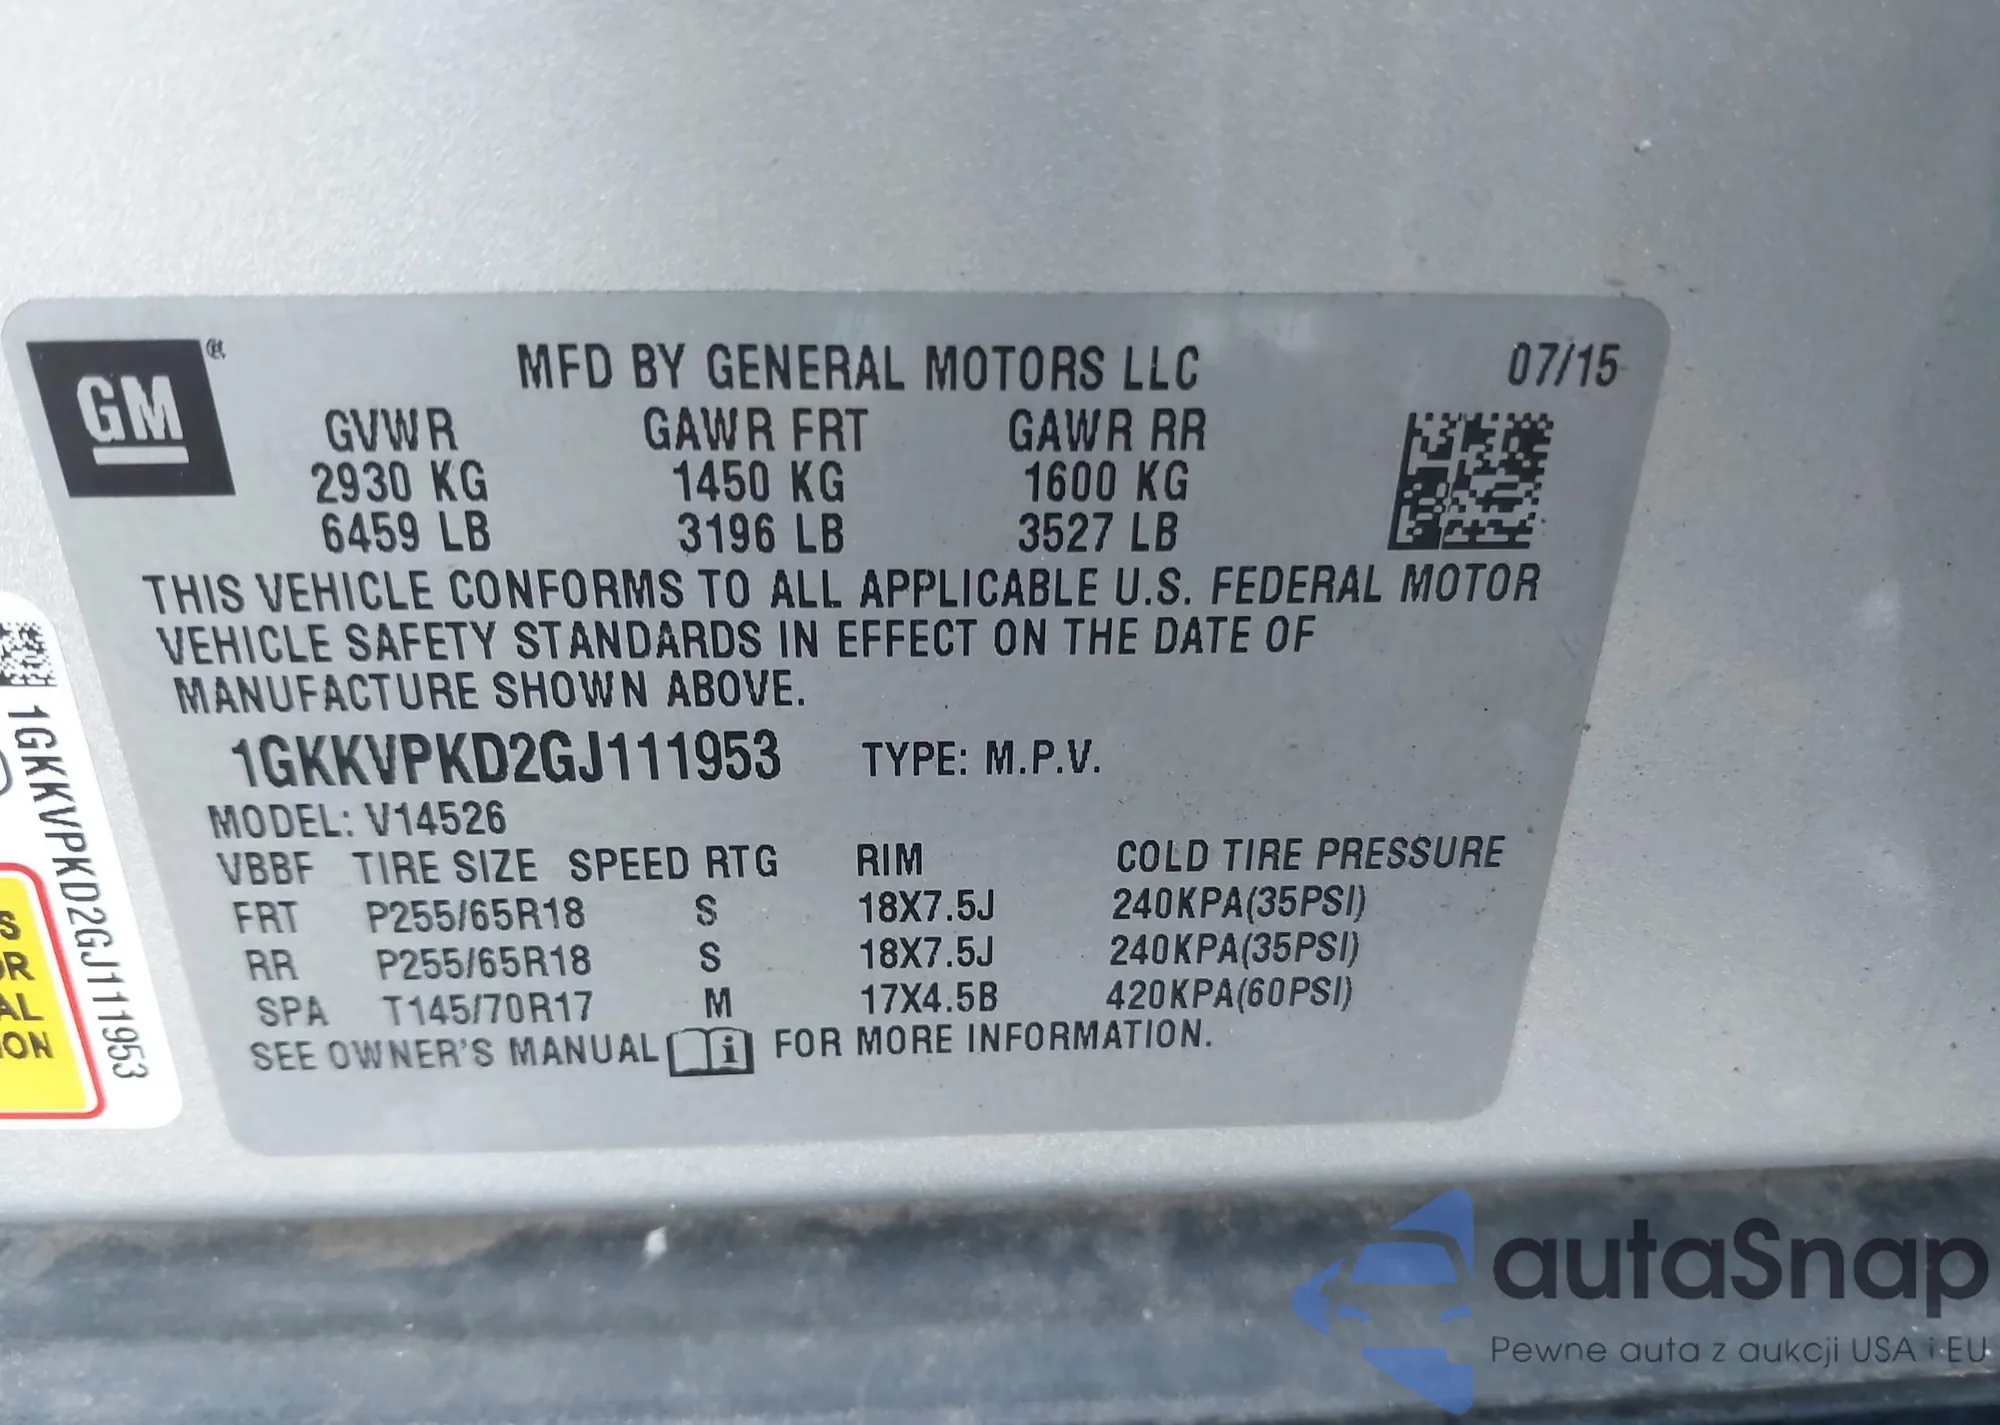 GM ®
MFD BY GENERAL MOTORS LLC 07/15
GVWR GAWR FRT GAWR RR
2930 KG 1450 KG 1600 KG
6459 LB 3196 LB 3527 LB
THIS VEHICLE CONFORMS TO ALL APPLICABLE U.S. FEDERAL MOTOR
VEHICLE SAFETY STANDARDS IN EFFECT ON THE DATE OF
MANUFACTURE SHOWN ABOVE.
1GKKVPKD2GJ111953 TYPE: M.P.V.
MODEL: V14526
VBBF TIRE SIZE SPEED RTG RIM COLD TIRE PRESSURE
FRT P255/65R18 S 18X7.5J 240KPA(35PSI)
RR P255/65R18 S 18X7.5J 240KPA(35PSI)
SPA T145/70R17 M 17X4.5B 420KPA(60PSI)
SEE OWNER'S MANUAL i FOR MORE INFORMATION.
1GKKVPKD2GJ111953
S
OR
AL
ION
autaSnap
Pewne auta z aukcji USA i EU